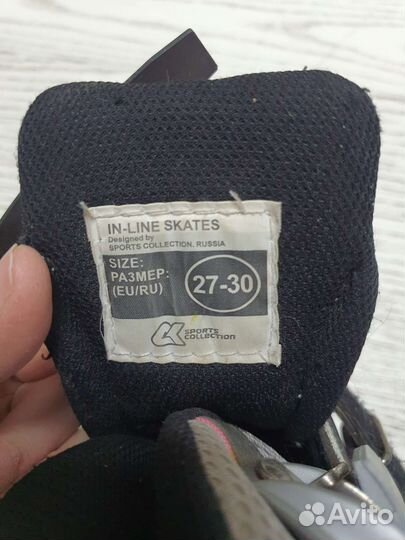 IN-LINE SKATES
Designed by
SPORTS COLLECTION, RUSSIA
SIZE:
РАЗМЕР:
(EU/RU)
27-30
SPORTS
COLLECTION
Avito